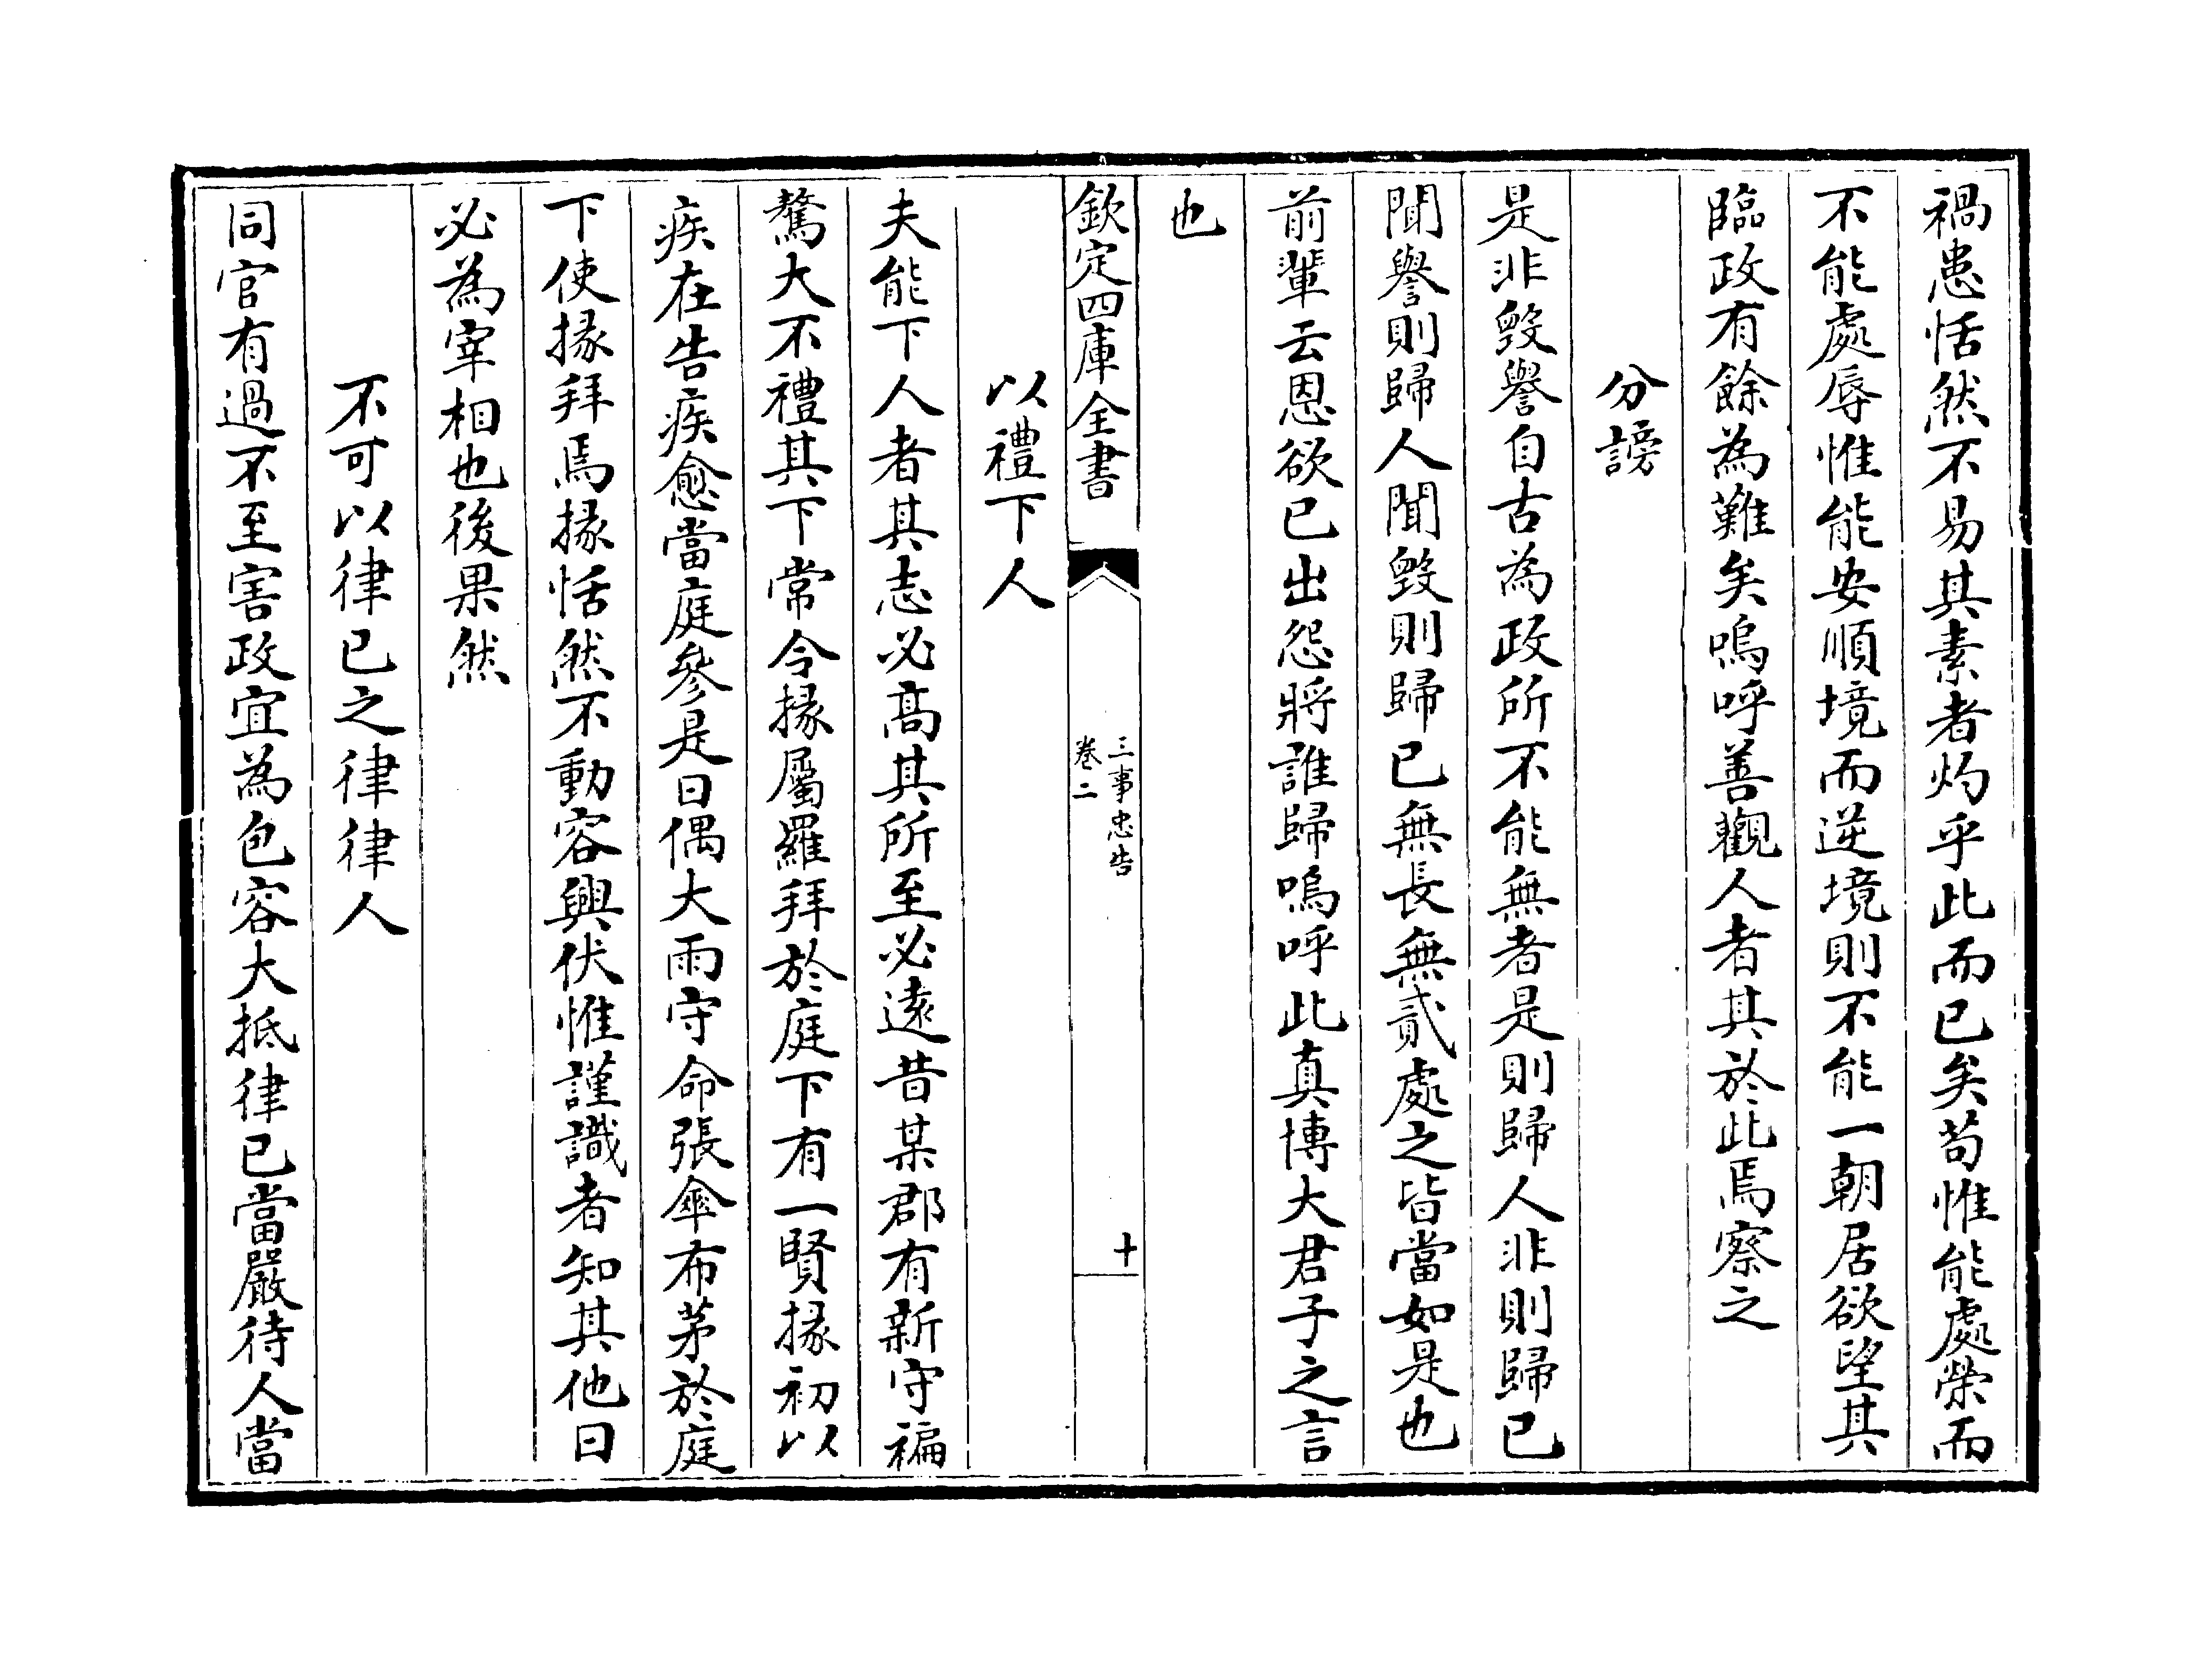 禍患恬然不易其素者灼乎此而已矣苟惟能處榮而
不能處辱惟能安順境而逆境則不能一朝居欲望其
臨政有餘為難矣嗚呼善觀人者其於此焉察之
分謗
是非毀譽自古為政所不能無者是則歸人非則歸已
聞譽則歸人聞毀則歸已無長無貳處之皆當如是也
前輩云恩欲已出怨將誰歸嗚呼此真博大君子之言
也
欽定四庫全書
三事忠告
卷二
十
以禮下人
夫能下人者其志必髙其所至必遠昔某郡有新守褊
驁大不禮其下常令掾屬羅拜於庭下有一賢掾初以
疾在告疾愈當庭參是日偶大雨守命張傘布茅於庭
下使掾拜焉掾恬然不動容興伏惟謹識者知其他日
必為宰相也後果然
不可以律已之律律人
同官有過不至害政宜為包容大抵律已當嚴待人當